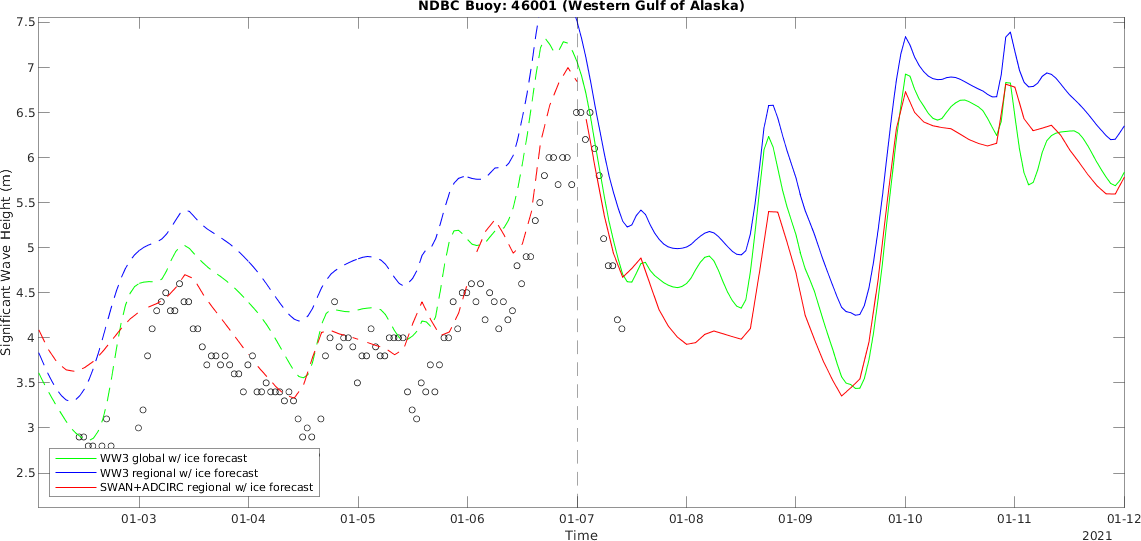 NDBC Buoy: 46001 (Western Gulf of Alaska)
7.5
7
6.5
6
5.5
5
4.5
4
3.5
3
2.5
Significant Wave Height (m)
WW3 global w/ ice forecast
WW3 regional w/ ice forecast
SWAN+ADCIRC regional w/ ice forecast
01-03 01-04 01-05 01-06 01-07 01-08 01-09 01-10 01-11 01-12
Time
2021